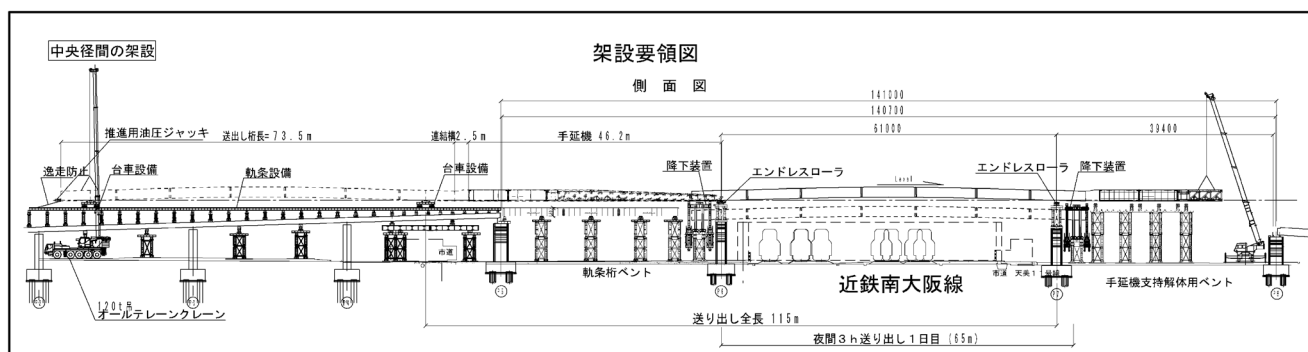 中央径間の架設
架設要領図
側面図
141000
140700
推進用油圧ジャッキ
送出し桁長=73.5m
連結構2.5m
手延機 46.2m
61000
39400
逸走防止
台車設備
軌条設備
台車設備
降下装置
エンドレスローラ
エンドレスローラ
降下装置
Level
市道
軌条桁ベント
近鉄南大阪線
市道
手延機支持解体用ベント
P5
P6
P7
P8
120t吊
オールテレーンクレーン
送り出し全長 115m
夜間3h送り出し1日目(65m)